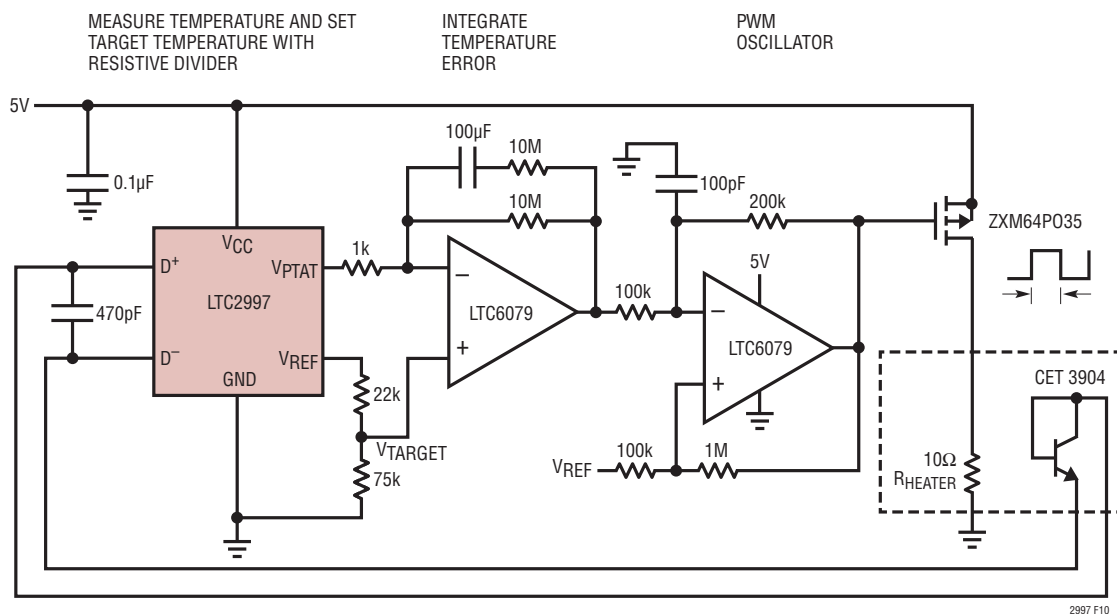 MEASURE TEMPERATURE AND SET
TARGET TEMPERATURE WITH
RESISTIVE DIVIDER
INTEGRATE
TEMPERATURE
ERROR
PWM
OSCILLATOR
5V
0.1µF
100µF
10M
10M
100pF
200k
ZXM64PO35
VCC
D+
VPTAT
1k
470pF
LTC2997
LTC6079
100k
5V
LTC6079
D−
VREF
GND
22k
VTARGET
75k
VREF
100k
1M
CET 3904
10Ω
RHEATER
2997 F10